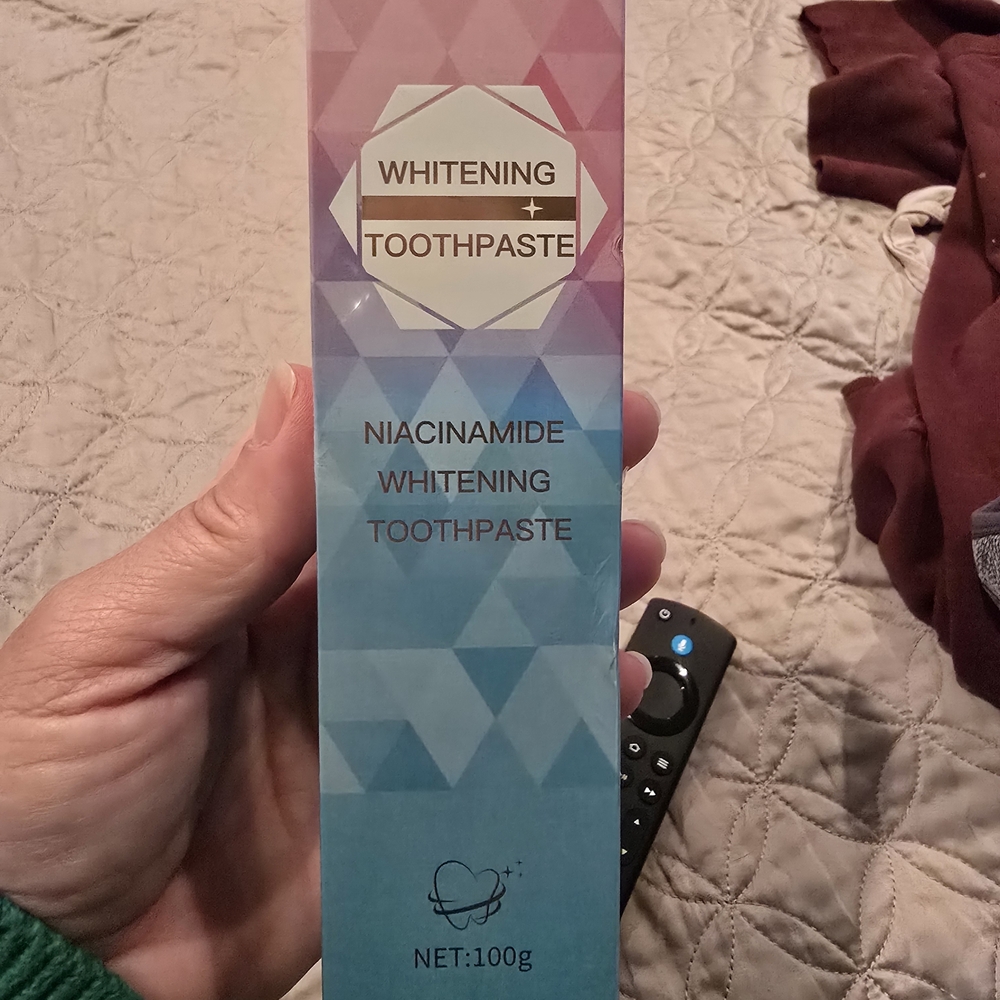 WHITENING
TOOTHPASTE
NIACINAMIDE
WHITENING
TOOTHPASTE
NET:100g